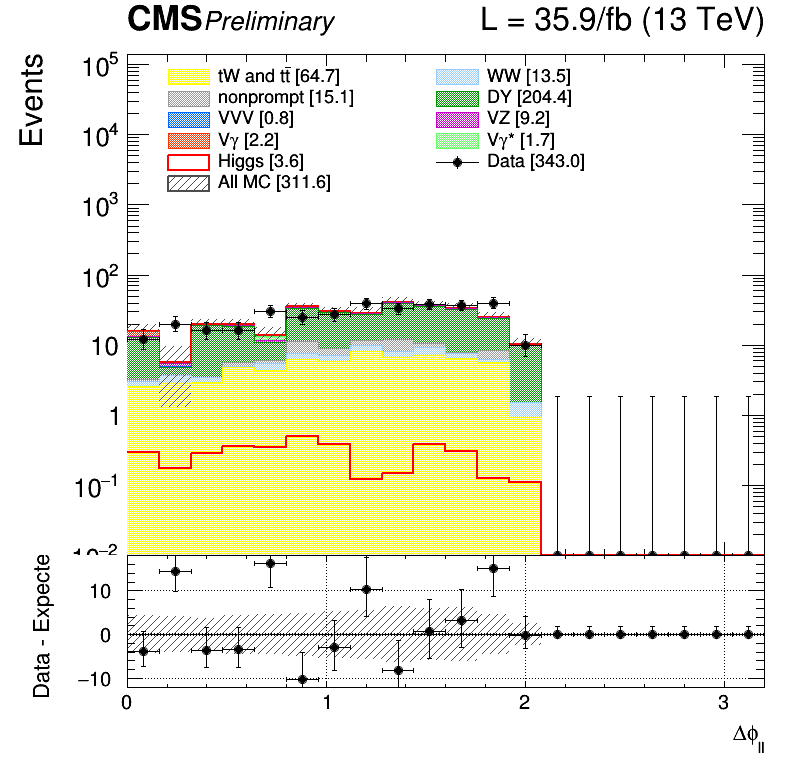 CMS Preliminary L = 35.9/fb (13 TeV)
Events
10⁵
10⁴
10³
10²
10
1
10⁻¹
10⁻²
tW and tt̄ [64.7] WW [13.5]
nonprompt [15.1] DY [204.4]
VVV [0.8] VZ [9.2]
Vγ [2.2] Vγ* [1.7]
Higgs [3.6] Data [343.0]
All MC [311.6]
Data - Expecte
10
0
−10
0 1 2 3
Δϕ_ll